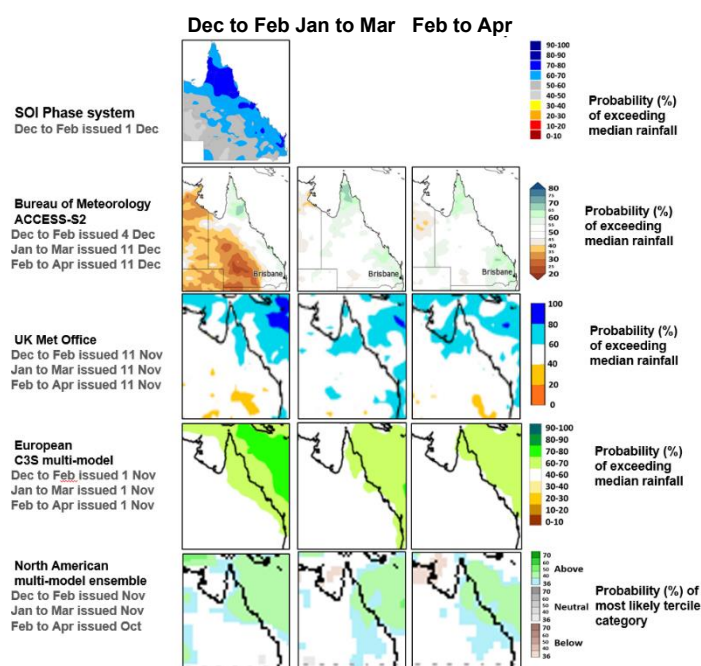 Dec to Feb Jan to Mar Feb to Apr
SOI Phase system
Dec to Feb issued 1 Dec
90-100
80-90
70-80
60-70
50-60
40-50
30-40
20-30
10-20
0-10
Probability (%)
of exceeding
median rainfall
Bureau of Meteorology
ACCESS-S2
Dec to Feb issued 4 Dec
Jan to Mar issued 11 Dec
Feb to Apr issued 11 Dec
Brisbane
Brisbane
Brisbane
80
75
70
65
60
55
50
45
40
35
30
25
20
Probability (%)
of exceeding
median rainfall
UK Met Office
Dec to Feb issued 11 Nov
Jan to Mar issued 11 Nov
Feb to Apr issued 11 Nov
100
80
60
40
20
0
Probability (%)
of exceeding
median rainfall
European
C3S multi-model
Dec to Feb issued 1 Nov
Jan to Mar issued 1 Nov
Feb to Apr issued 1 Nov
90-100
80-90
70-80
60-70
40-60
30-40
20-30
10-20
0-10
Probability (%)
of exceeding
median rainfall
North American
multi-model ensemble
Dec to Feb issued Nov
Jan to Mar issued Nov
Feb to Apr issued Oct
70
60
50
40
36
Above
70
60
50
40
36
Neutral
70
60
50
40
36
Below
Probability (%) of
most likely tercile
category